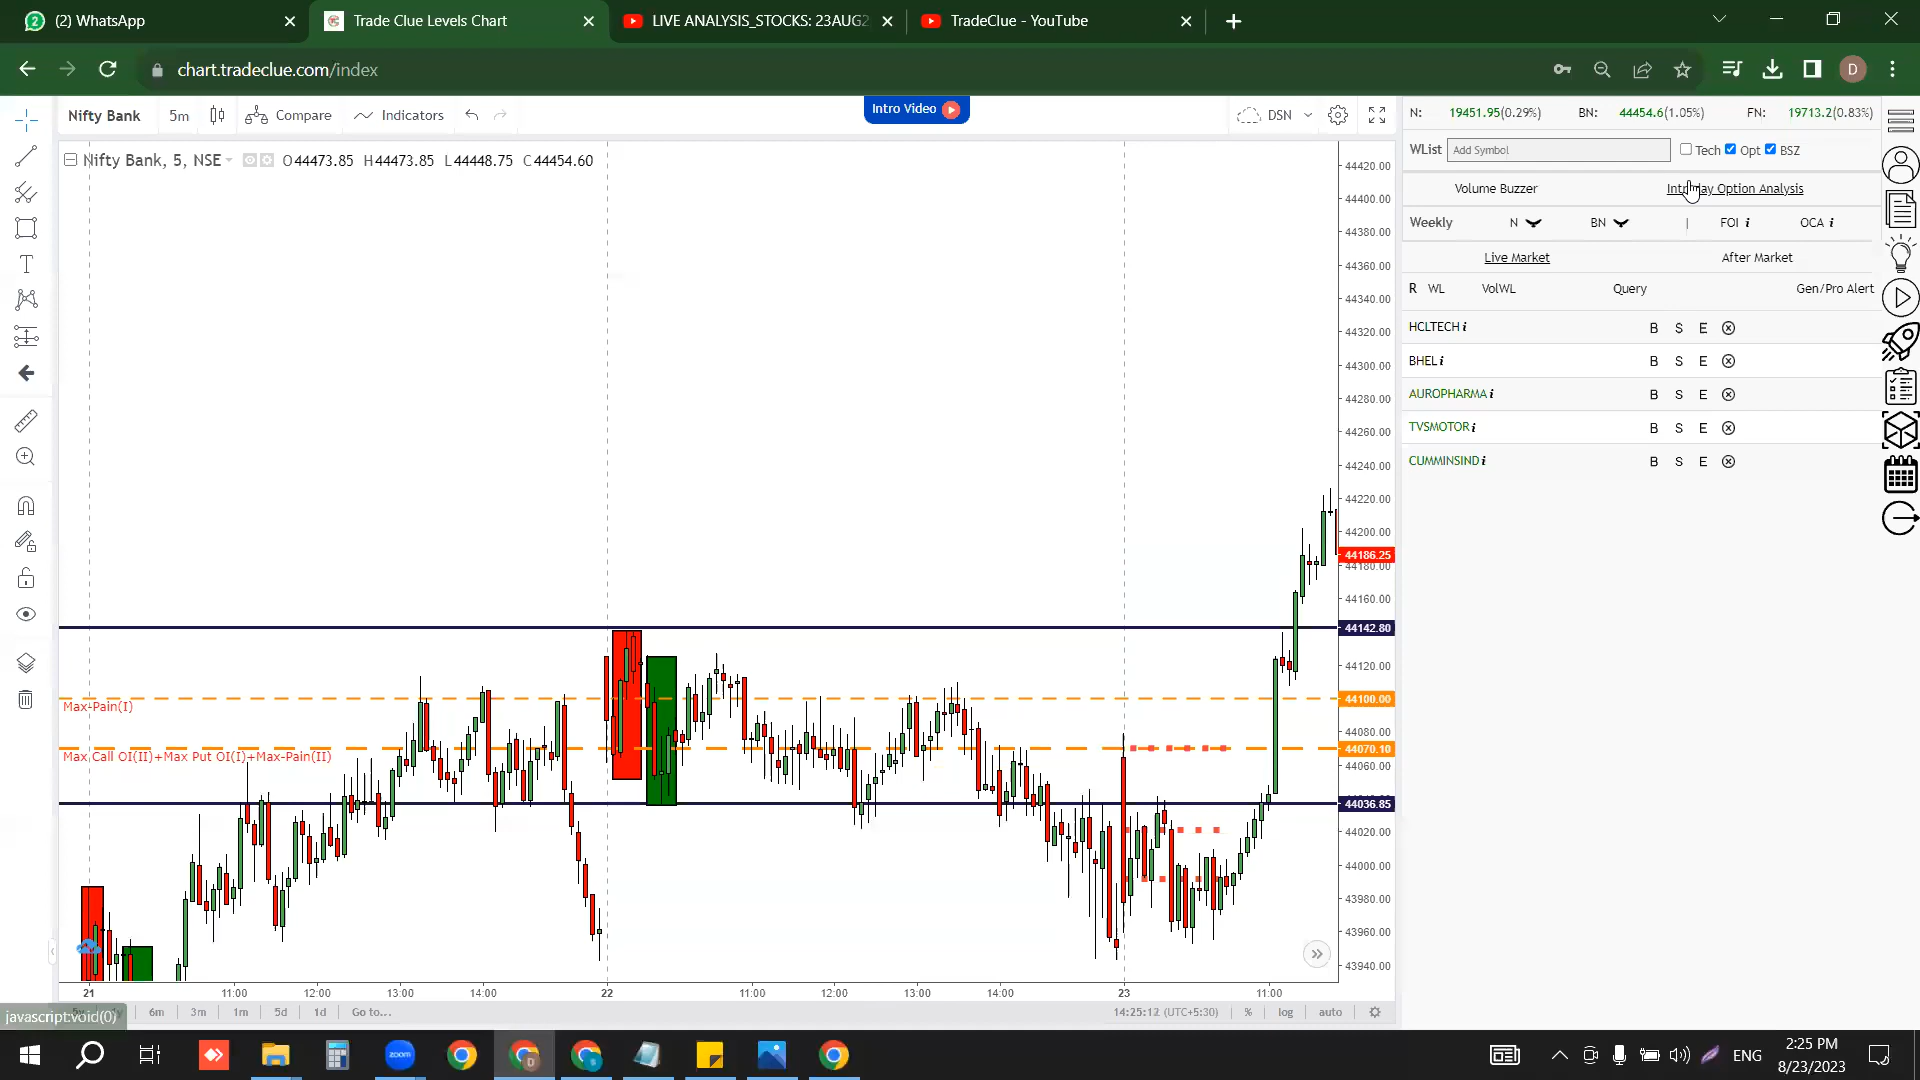 (2) WhatsApp
Trade Clue Levels Chart
LIVE ANALYSIS_STOCKS: 23AUG2
TradeClue - YouTube
chart.tradeclue.com/index
D
Nifty Bank
5m
Compare
Indicators
Intro Video
DSN
Nifty Bank, 5, NSE
O44473.85 H44473.85 L44448.75 C44454.60
N: 19451.95(0.29%) BN: 44454.6(1.05%) FN: 19713.2(0.83%)
WList Add Symbol Tech Opt BSZ
Volume Buzzer
Intraday Option Analysis
Weekly N BN | FOI i OCA i
Live Market After Market
R WL VolWL Query Gen/Pro Alert
HCLTECH i B S E
BHEL i B S E
AUROPHARMA i B S E
TVSMOTOR i B S E
CUMMINSIND i B S E
44420.00
44400.00
44380.00
44360.00
44340.00
44320.00
44300.00
44280.00
44260.00
44240.00
44220.00
44200.00
44186.25
44180.00
44160.00
44142.80
44120.00
44100.00
44080.00
44070.10
44060.00
44036.85
44020.00
44000.00
43980.00
43960.00
43940.00
Max-Pain(I)
Max Call OI(II)+Max Put OI(I)+Max-Pain(II)
21 11:00 12:00 13:00 14:00 22 11:00 12:00 13:00 14:00 23 11:00
javascript:void(0)
6m 3m 1m 5d 1d Go to...
14:25:12 (UTC+5:30) % log auto
zoom
ENG
2:25 PM
8/23/2023